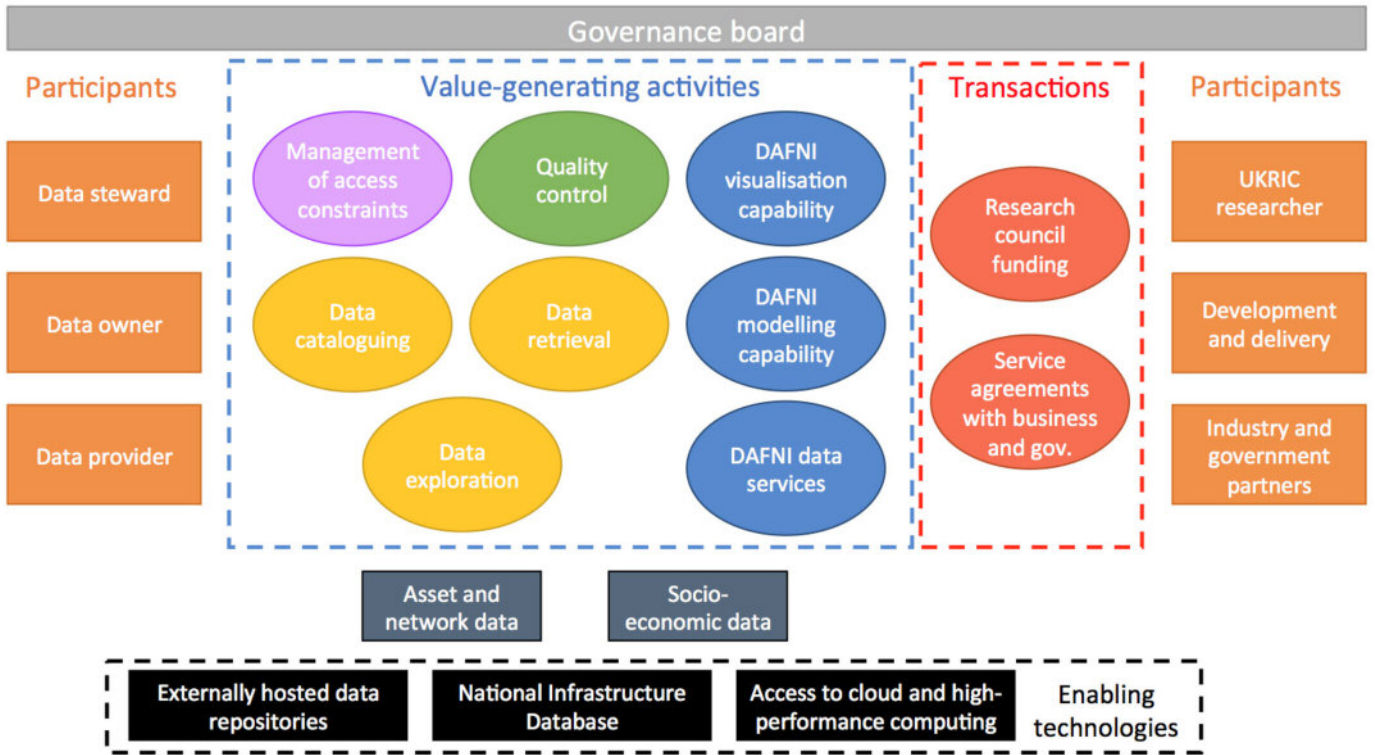 Governance board
Participants
Data steward
Data owner
Data provider
Value-generating activities
Management
of access
constraints
Quality
control
DAFNI
visualisation
capability
Data
cataloguing
Data
retrieval
DAFNI
modelling
capability
Data
exploration
DAFNI data
services
Transactions
Research
council
funding
Service
agreements
with business
and gov.
Participants
UKRIC
researcher
Development
and delivery
Industry and
government
partners
Asset and
network data
Socio-
economic data
Externally hosted data
repositories
National Infrastructure
Database
Access to cloud and high-
performance computing
Enabling
technologies